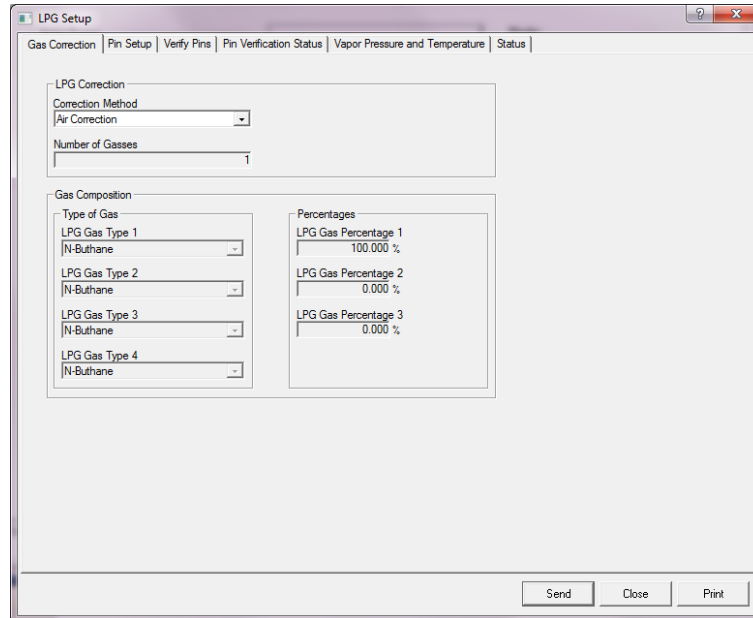 LPG Setup
Gas Correction Pin Setup Verify Pins Pin Verification Status Vapor Pressure and Temperature Status
LPG Correction
Correction Method
Air Correction
Number of Gasses
1
Gas Composition
Type of Gas
LPG Gas Type 1
N-Buthane
LPG Gas Type 2
N-Buthane
LPG Gas Type 3
N-Buthane
LPG Gas Type 4
N-Buthane
Percentages
LPG Gas Percentage 1
100.000 %
LPG Gas Percentage 2
0.000 %
LPG Gas Percentage 3
0.000 %
Send Close Print